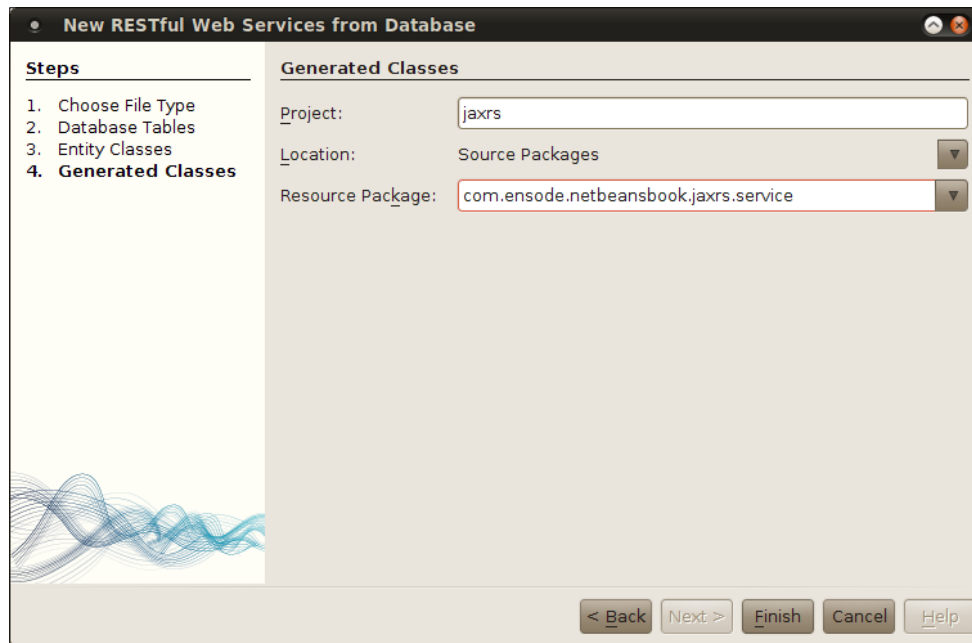 New RESTful Web Services from Database
Steps
1. Choose File Type
2. Database Tables
3. Entity Classes
4. Generated Classes
Generated Classes
Project: jaxrs
Location: Source Packages
Resource Package: com.ensode.netbeansbook.jaxrs.service
< Back Next > Finish Cancel Help